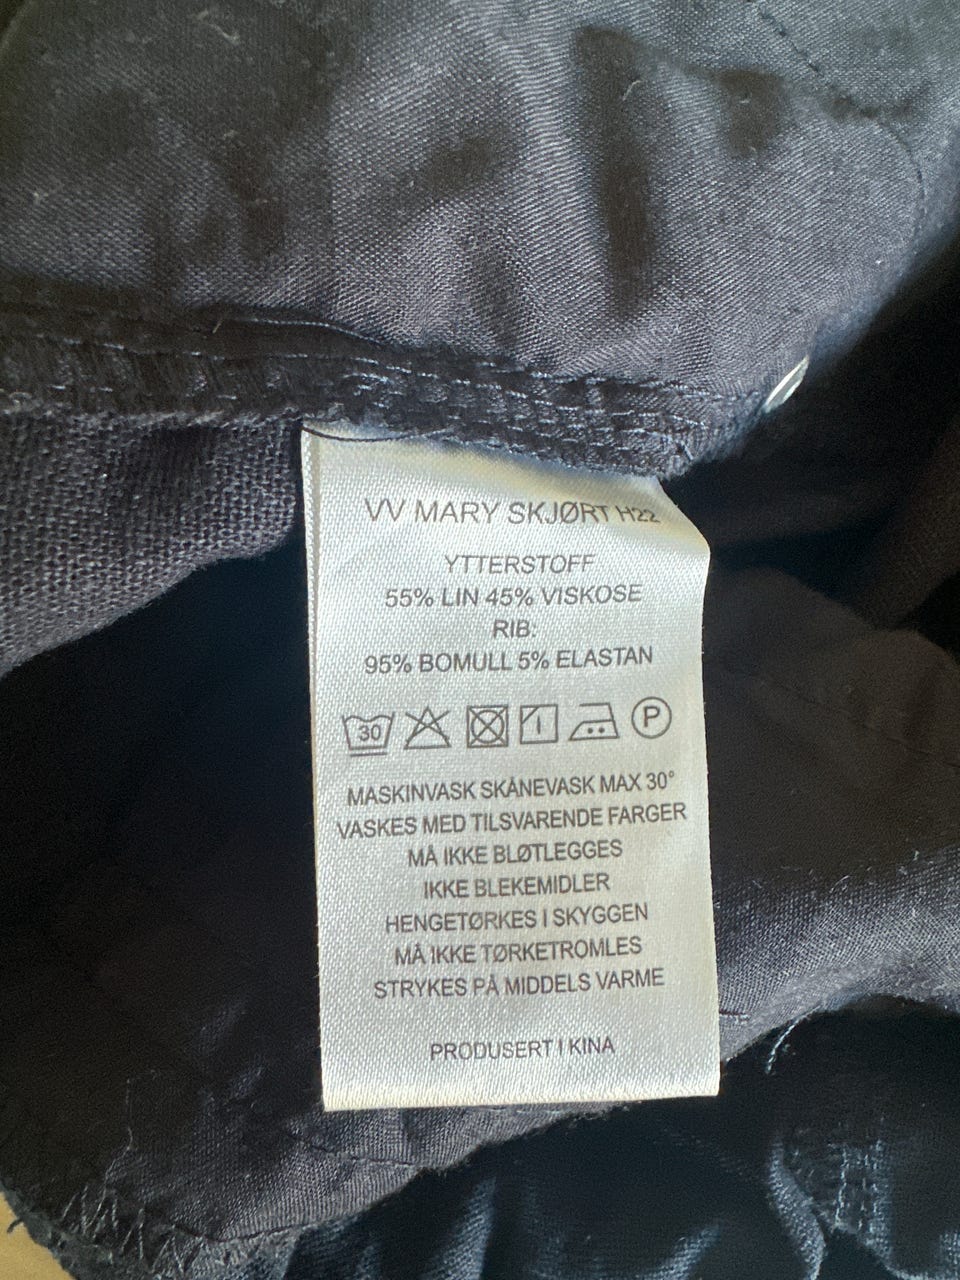 VV MARY SKJØRT H22
YTTERSTOFF
55% LIN 45% VISKOSE
RIB:
95% BOMULL 5% ELASTAN
30 P
MASKINVASK SKÅNEVASK MAX 30°
VASKES MED TILSVARENDE FARGER
MÅ IKKE BLØTLEGGES
IKKE BLEKEMIDLER
HENGETØRKES I SKYGGEN
MÅ IKKE TØRKETROMLES
STRYKES PÅ MIDDELS VARME
PRODUSERT I KINA